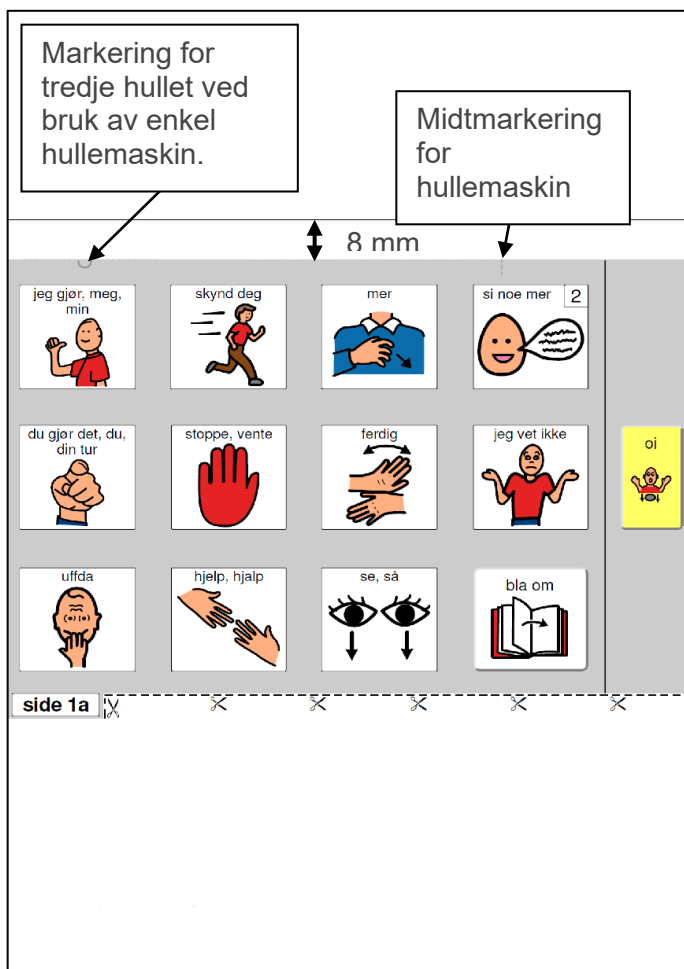 Markering for
tredje hullet ved
bruk av enkel
hullemaskin.
Midtmarkering
for
hullemaskin
8 mm
jeg gjør, meg,
min
skynd deg
mer
si noe mer
2
du gjør det, du,
din tur
stoppe, vente
ferdig
jeg vet ikke
oi
uffda
hjelp, hjalp
se, så
bla om
side 1a